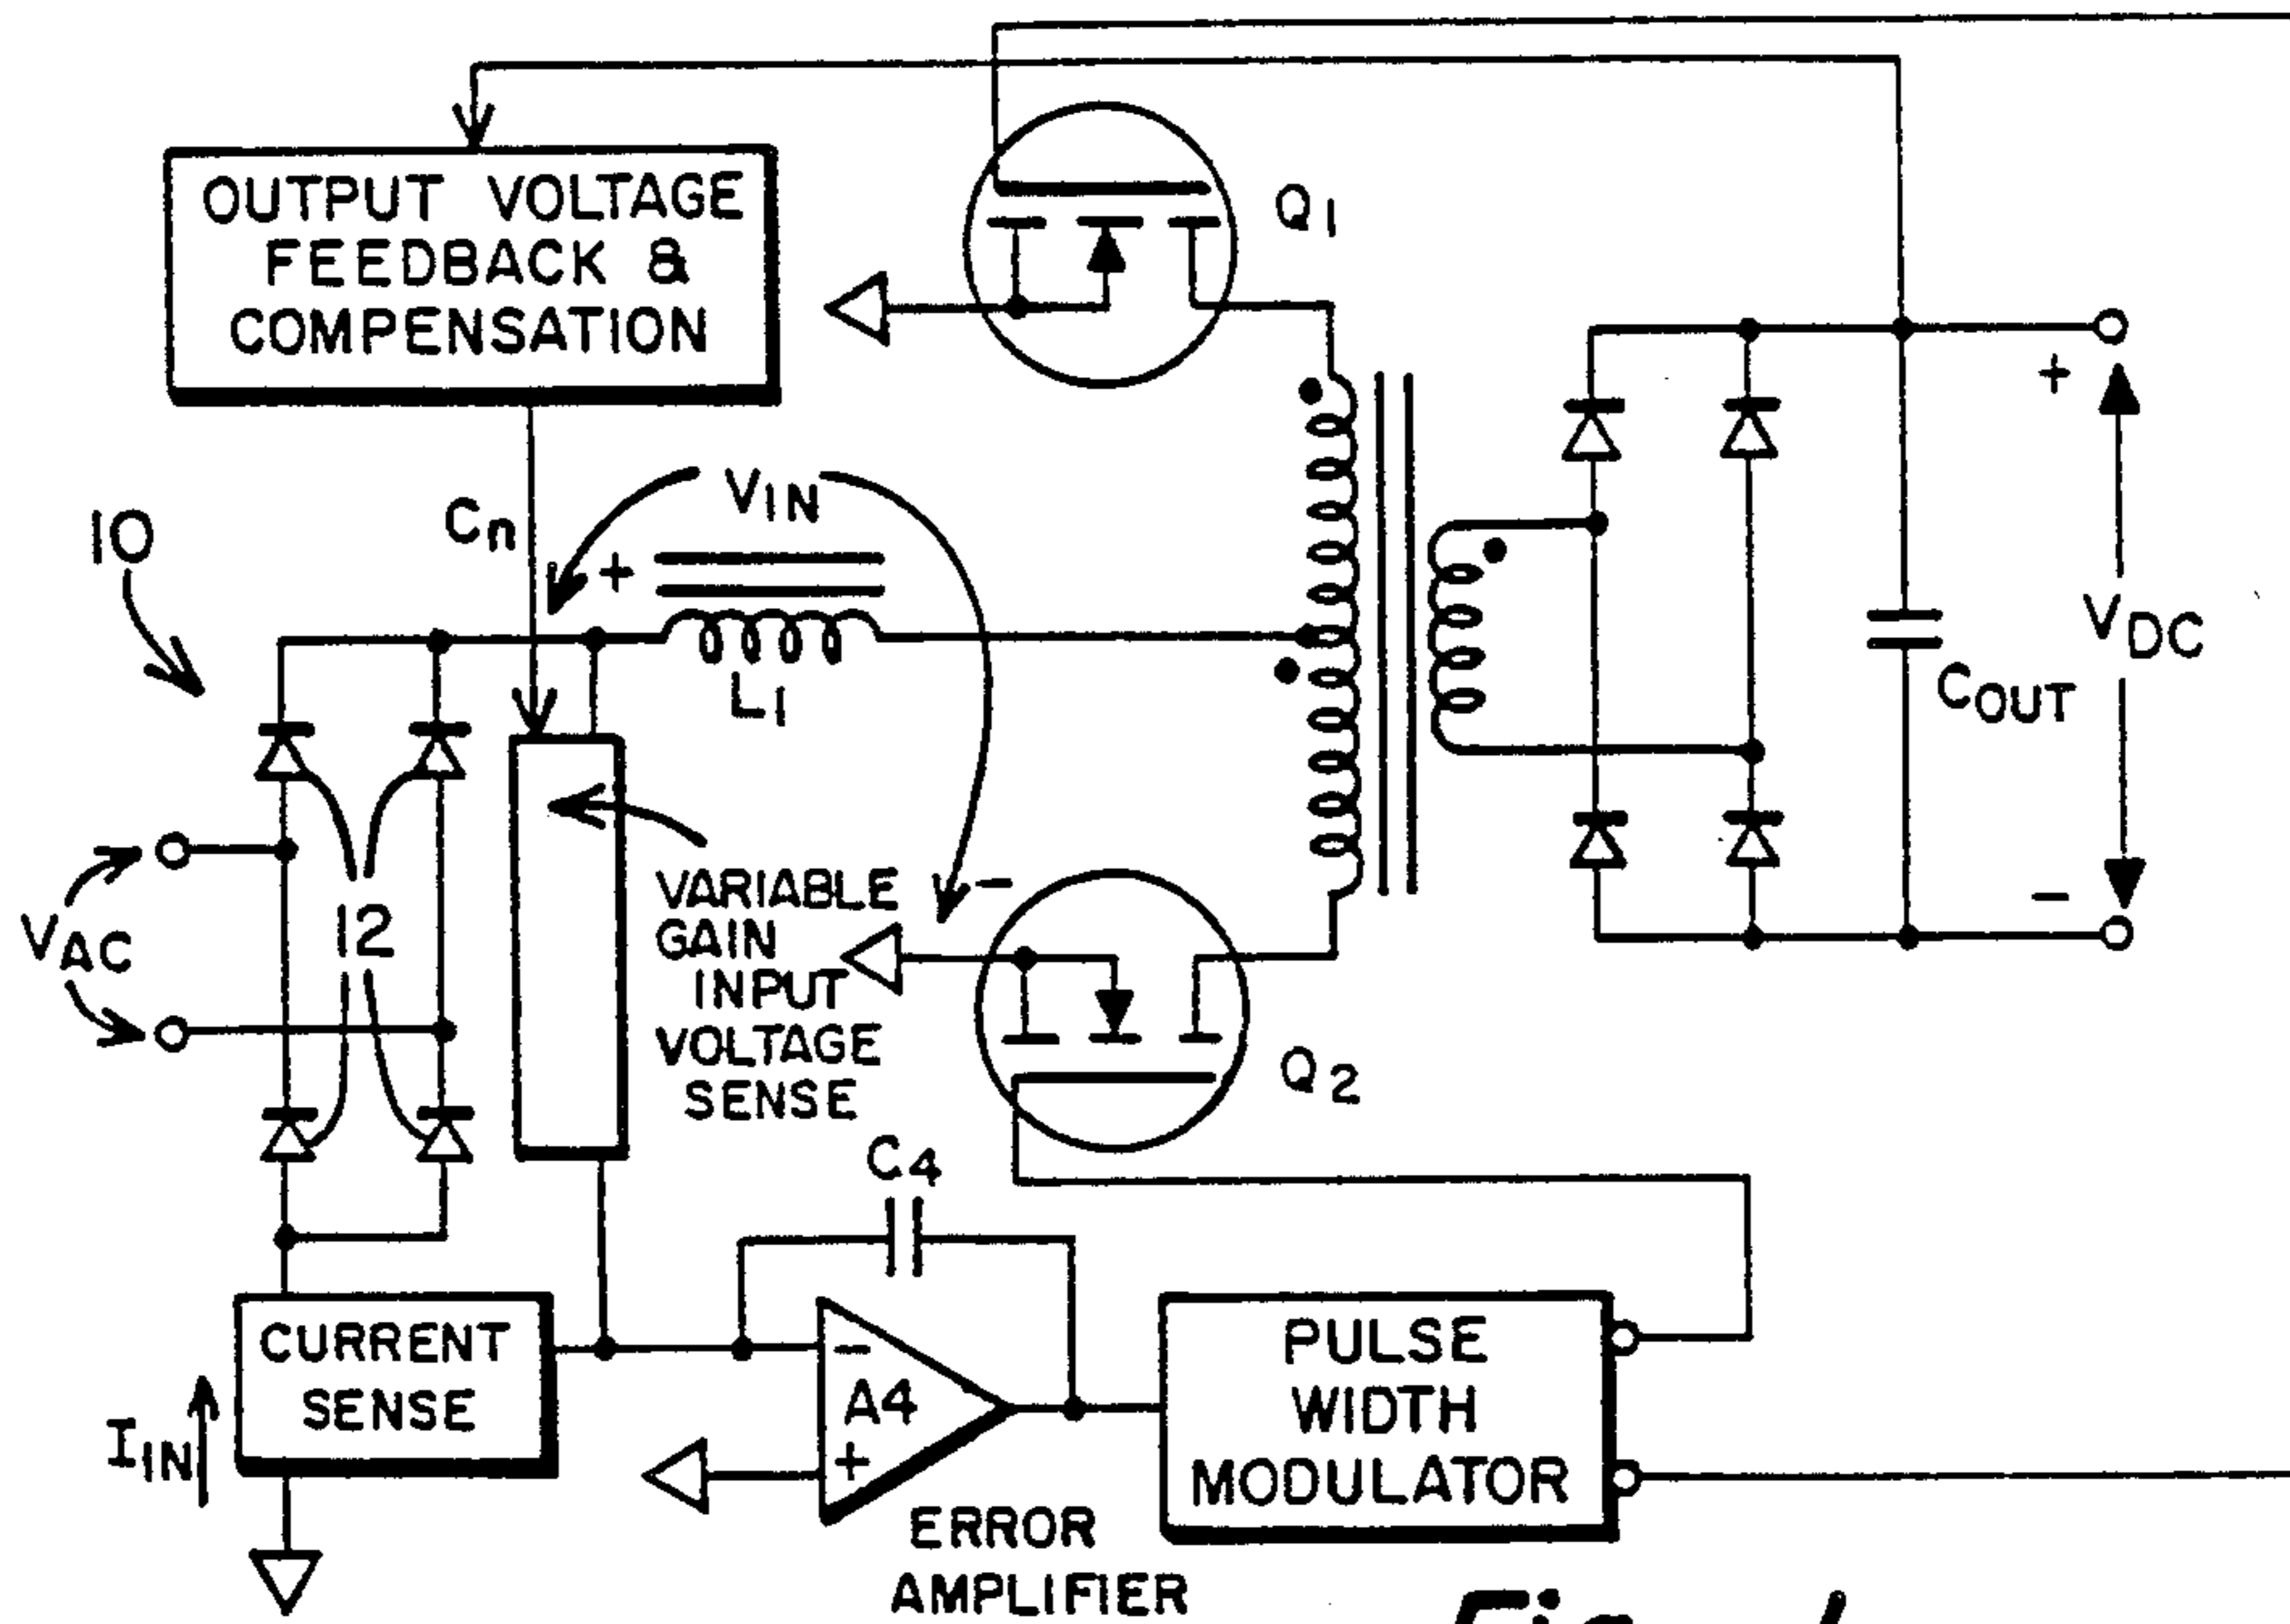 OUTPUT VOLTAGE
FEEDBACK &
COMPENSATION
Q1
Cn
VIN
+
L1
10
12
VAC
VARIABLE
GAIN
INPUT
VOLTAGE
SENSE
-
Q2
+
VDC
-
COUT
C4
CURRENT
SENSE
IIN
-
A4
+
ERROR
AMPLIFIER
PULSE
WIDTH
MODULATOR